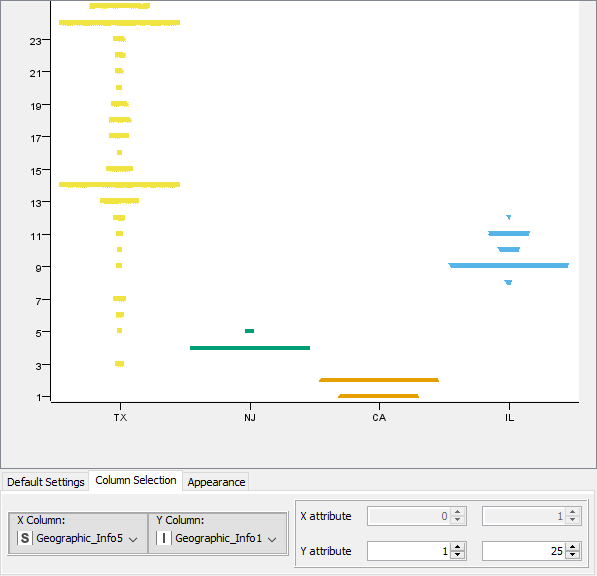 23
21
19
17
15
13
11
9
7
5
3
1
TX NJ CA IL
Default Settings Column Selection Appearance
X Column: Y Column:
S Geographic_Info5 I Geographic_Info1
X attribute 0 1
Y attribute 1 25